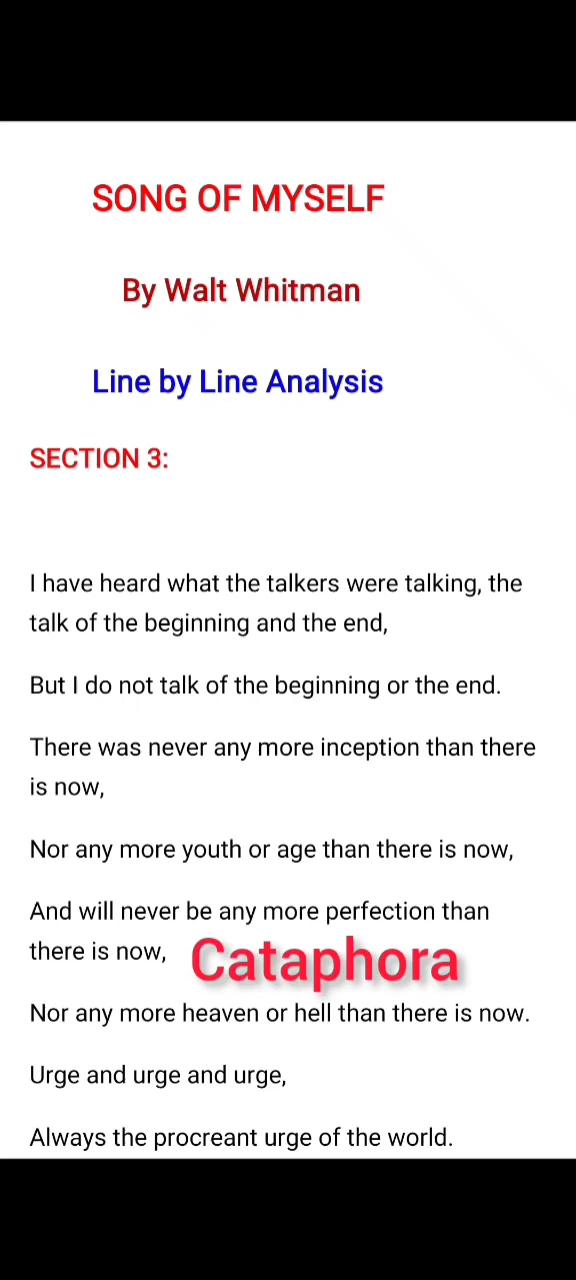 SONG OF MYSELF
By Walt Whitman
Line by Line Analysis
SECTION 3:
I have heard what the talkers were talking, the
talk of the beginning and the end,
But I do not talk of the beginning or the end.
There was never any more inception than there
is now,
Nor any more youth or age than there is now,
And will never be any more perfection than
there is now,
Cataphora
Nor any more heaven or hell than there is now.
Urge and urge and urge,
Always the procreant urge of the world.